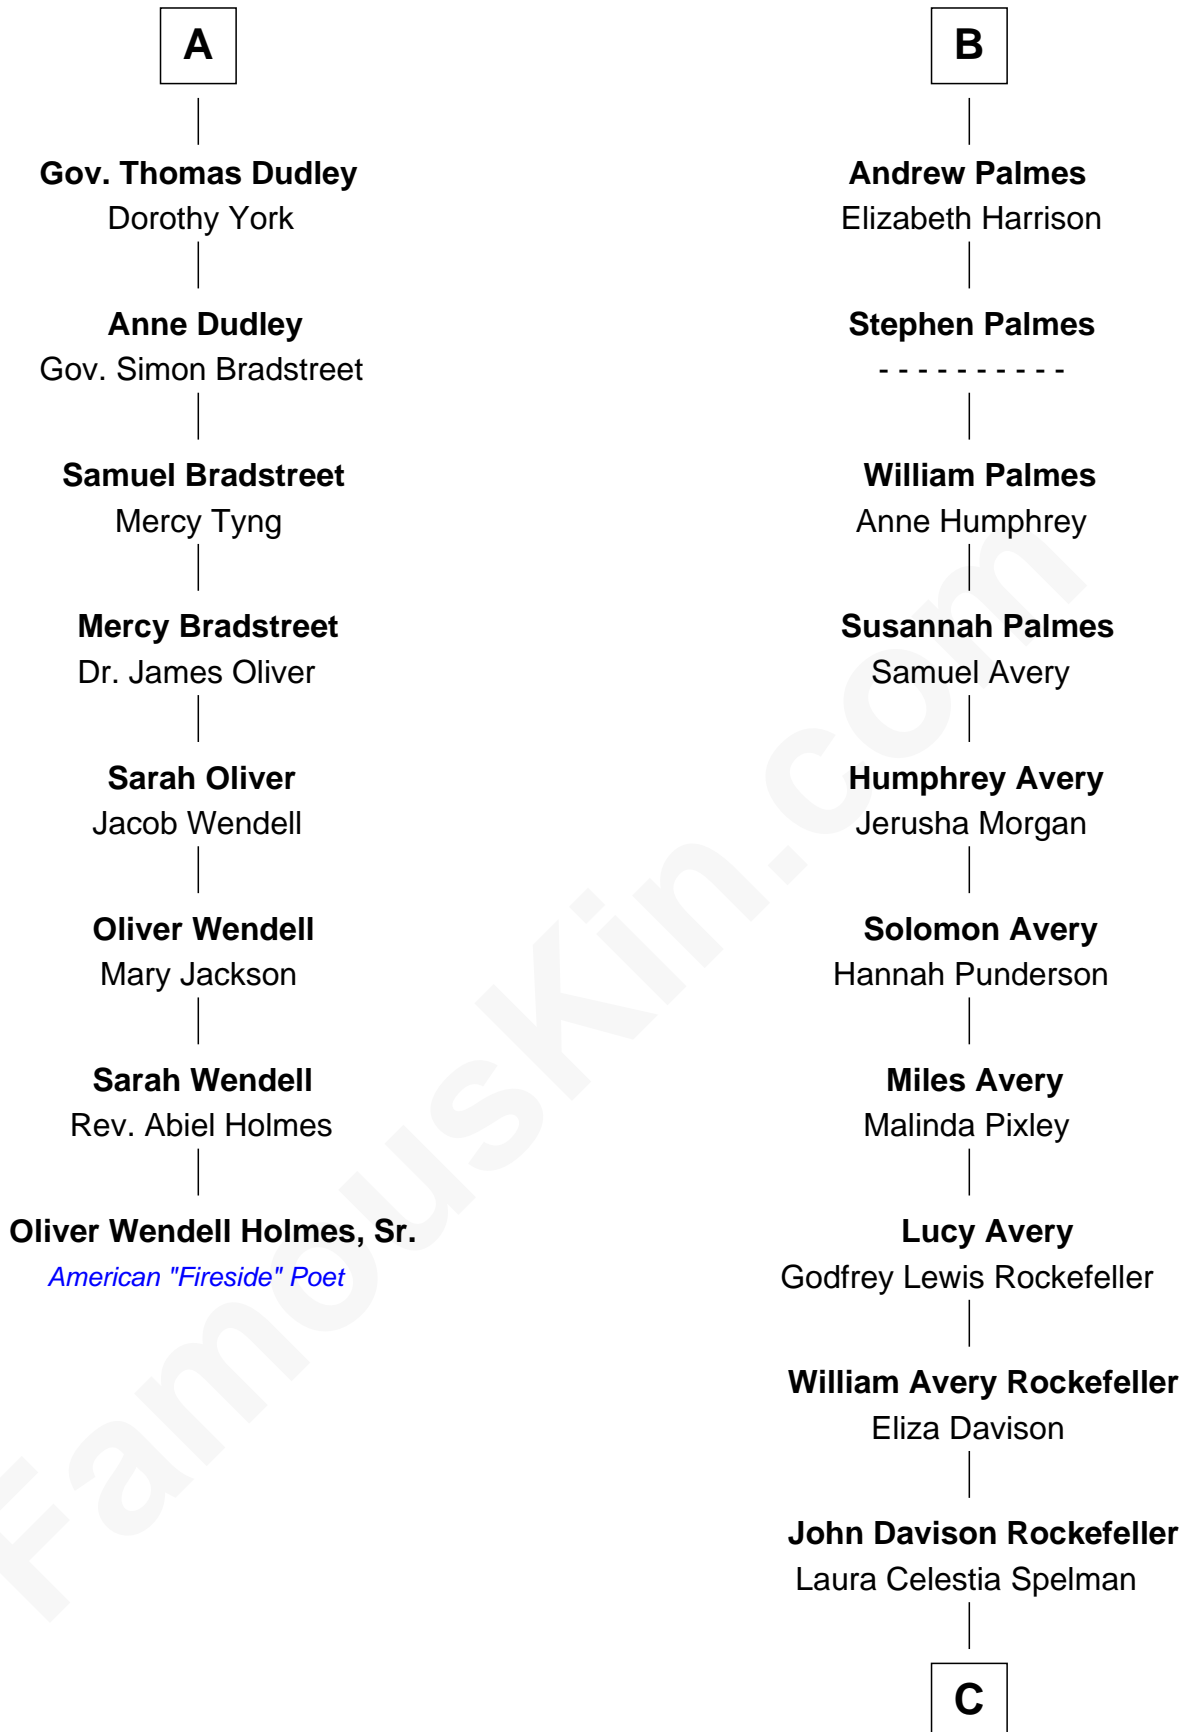 A
Gov. Thomas Dudley
Dorothy York
Anne Dudley
Gov. Simon Bradstreet
Samuel Bradstreet
Mercy Tyng
Mercy Bradstreet
Dr. James Oliver
Sarah Oliver
Jacob Wendell
Oliver Wendell
Mary Jackson
Sarah Wendell
Rev. Abiel Holmes
Oliver Wendell Holmes, Sr.
American "Fireside" Poet
B
Andrew Palmes
Elizabeth Harrison
Stephen Palmes
- - - - - - - - - -
William Palmes
Anne Humphrey
Susannah Palmes
Samuel Avery
Humphrey Avery
Jerusha Morgan
Solomon Avery
Hannah Punderson
Miles Avery
Malinda Pixley
Lucy Avery
Godfrey Lewis Rockefeller
William Avery Rockefeller
Eliza Davison
John Davison Rockefeller
Laura Celestia Spelman
C
FamousKin.com